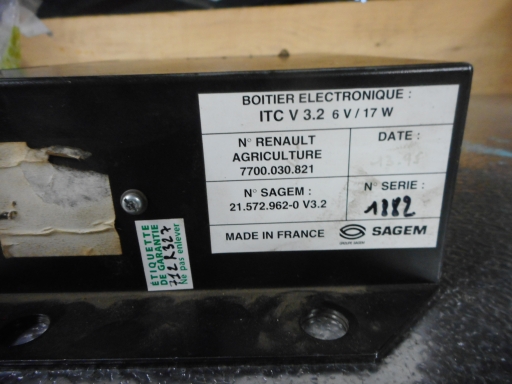 BOITIER ELECTRONIQUE :
ITC V 3.2 6 V / 17 W
N° RENAULT
AGRICULTURE
7700.030.821
DATE :
N° SAGEM :
21.572.962-0 V3.2
N° SERIE :
1882
MADE IN FRANCE
SAGEM
ÉTIQUETTE
DE GARANTIE
Ne pas enlever